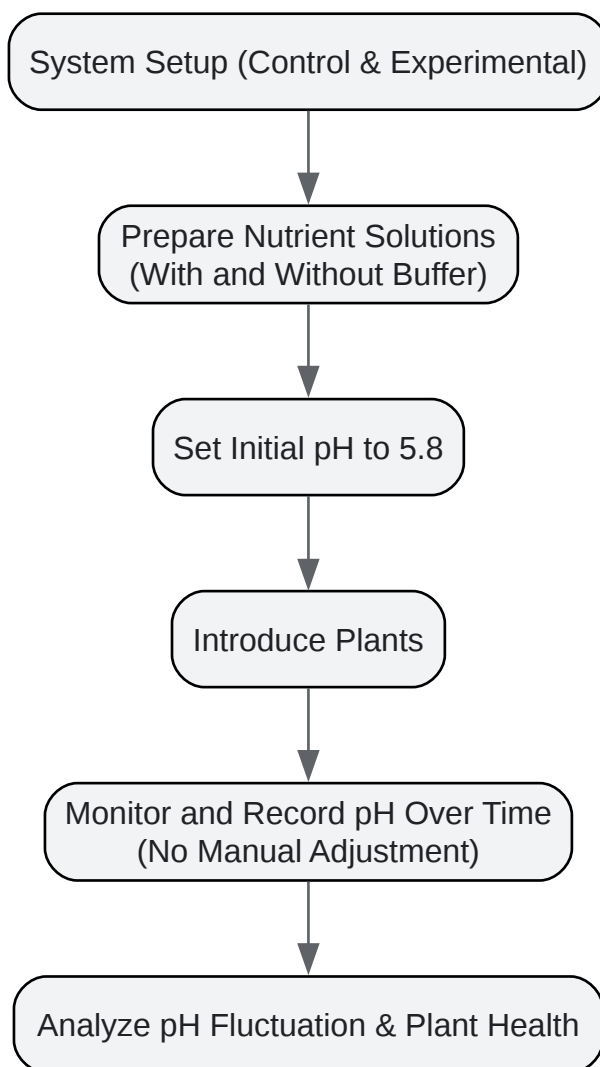 System Setup (Control & Experimental)
Prepare Nutrient Solutions
(With and Without Buffer)
Set Initial pH to 5.8
Introduce Plants
Monitor and Record pH Over Time
(No Manual Adjustment)
Analyze pH Fluctuation & Plant Health